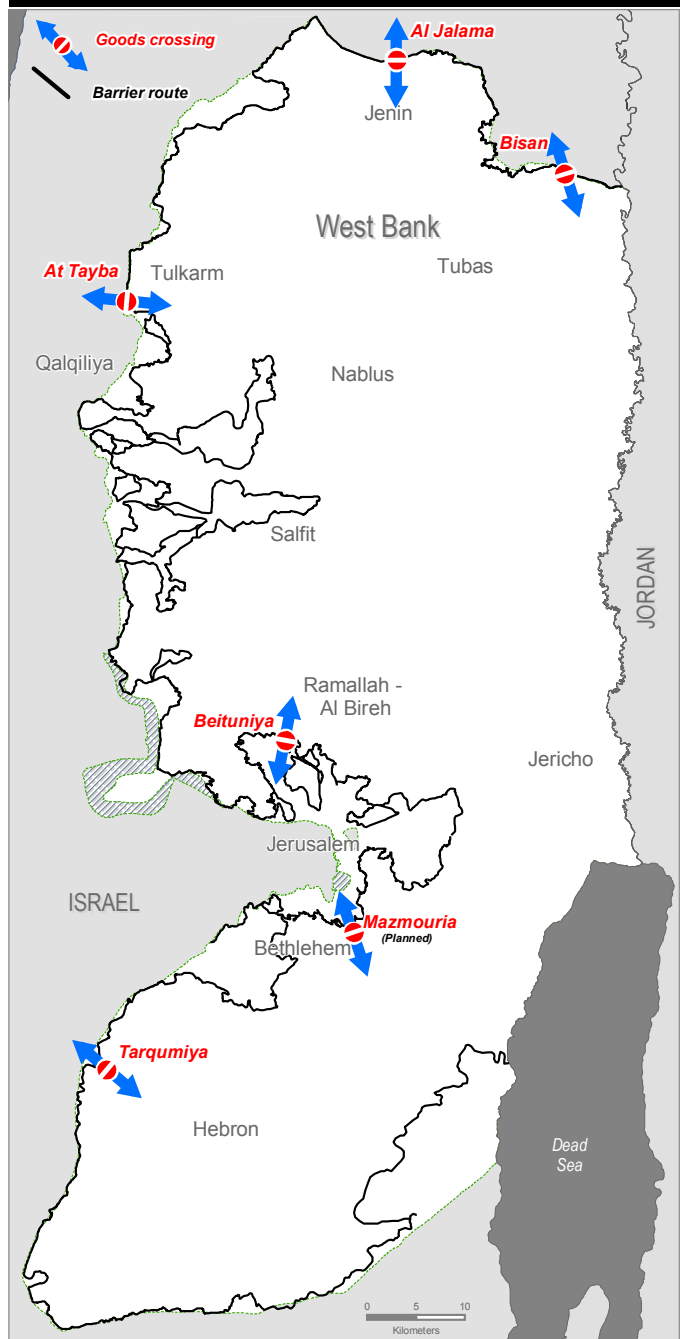 Goods crossing
Barrier route
Al Jalama
Jenin
Bisan
West Bank
Tubas
At Tayba
Tulkarm
Qalqiliya
Nablus
Salfit
JORDAN
Ramallah -
Al Bireh
Beituniya
Jericho
Jerusalem
ISRAEL
Mazmouria
(Planned)
Bethlehem
Tarqumiya
Hebron
Dead
Sea
0 5 10
Kilometers